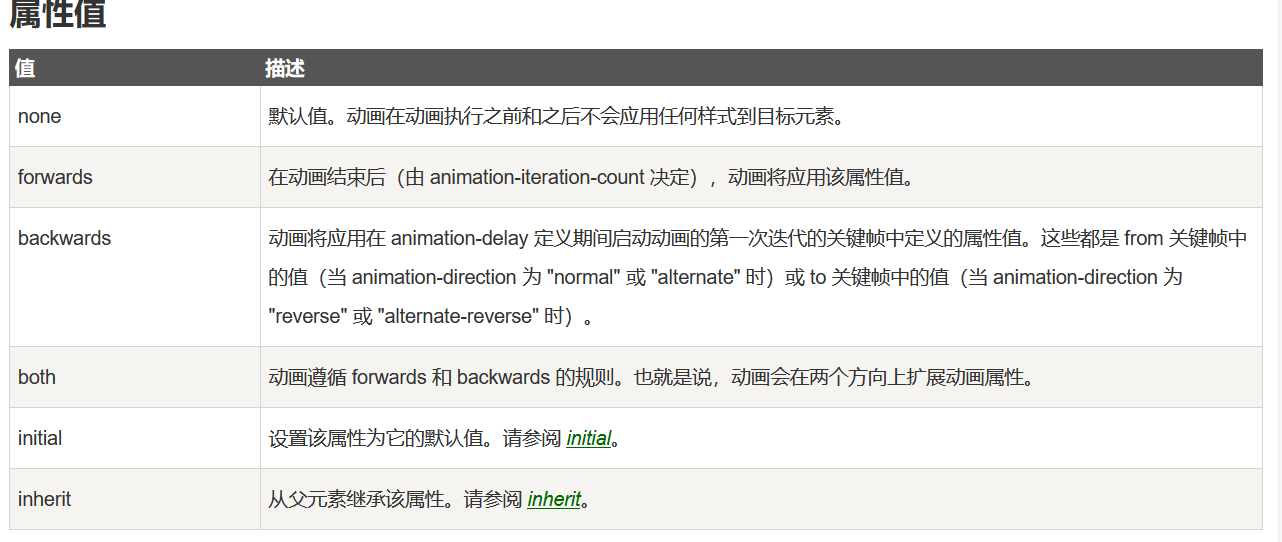 属性值
值 描述
none 默认值。动画在动画执行之前和之后不会应用任何样式到目标元素。
forwards 在动画结束后（由 animation-iteration-count 决定），动画将应用该属性值。
backwards 动画将应用在 animation-delay 定义期间启动动画的第一次迭代的关键帧中定义的属性值。这些都是 from 关键帧中
的值（当 animation-direction 为 "normal" 或 "alternate" 时）或 to 关键帧中的值（当 animation-direction 为
"reverse" 或 "alternate-reverse" 时）。
both 动画遵循 forwards 和 backwards 的规则。也就是说，动画会在两个方向上扩展动画属性。
initial 设置该属性为它的默认值。请参阅 initial。
inherit 从父元素继承该属性。请参阅 inherit。